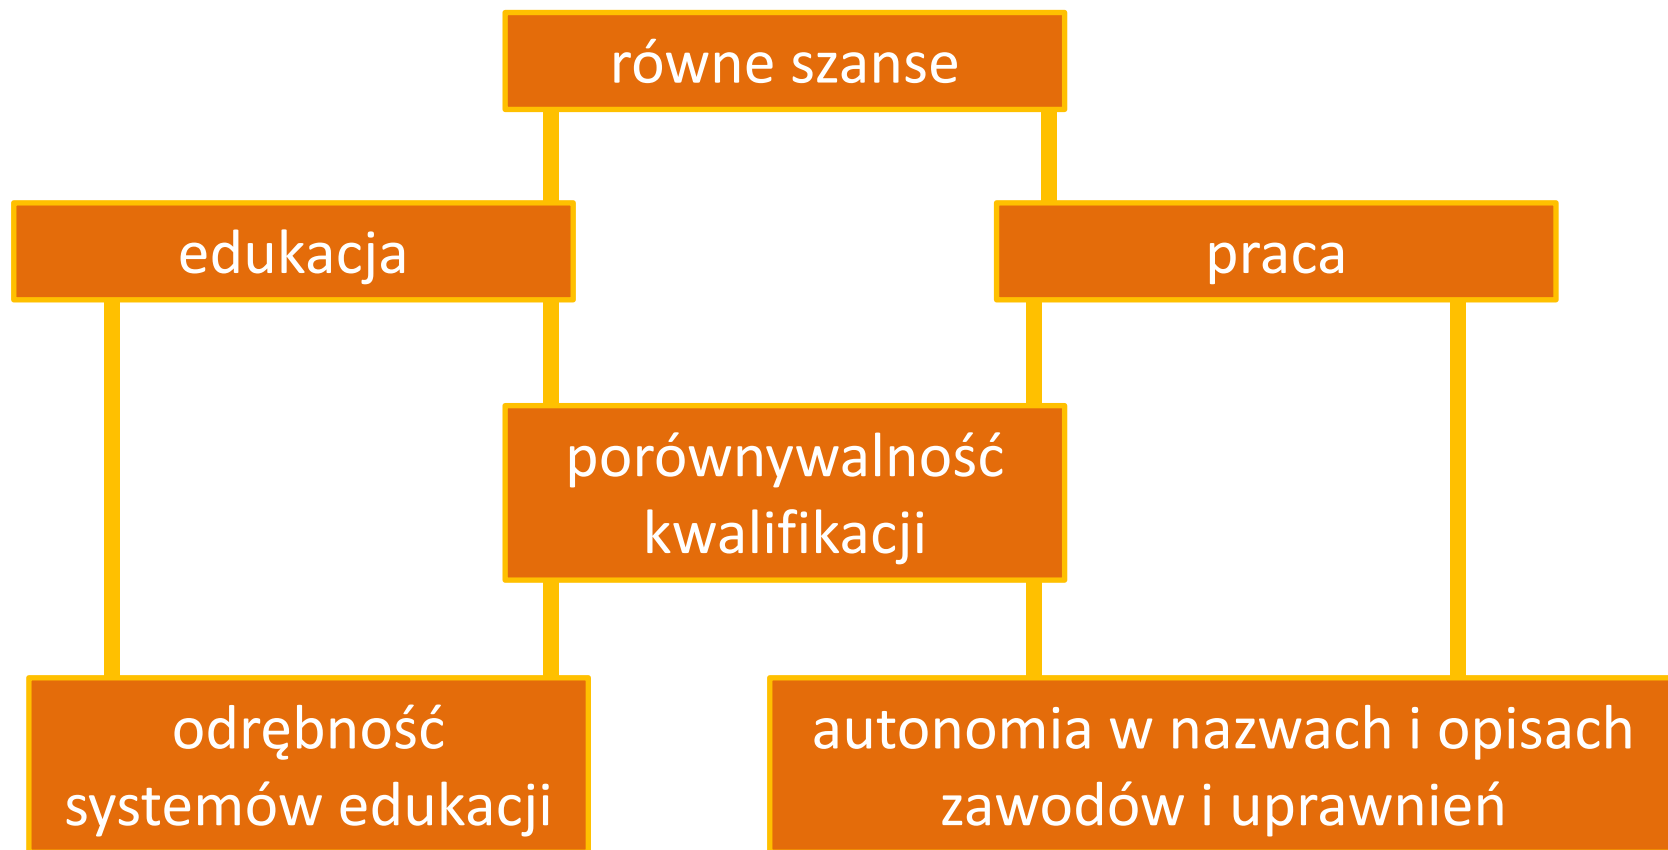 równe szanse
edukacja
praca
porównywalność
kwalifikacji
odrębność
systemów edukacji
autonomia w nazwach i opisach
zawodów i uprawnień